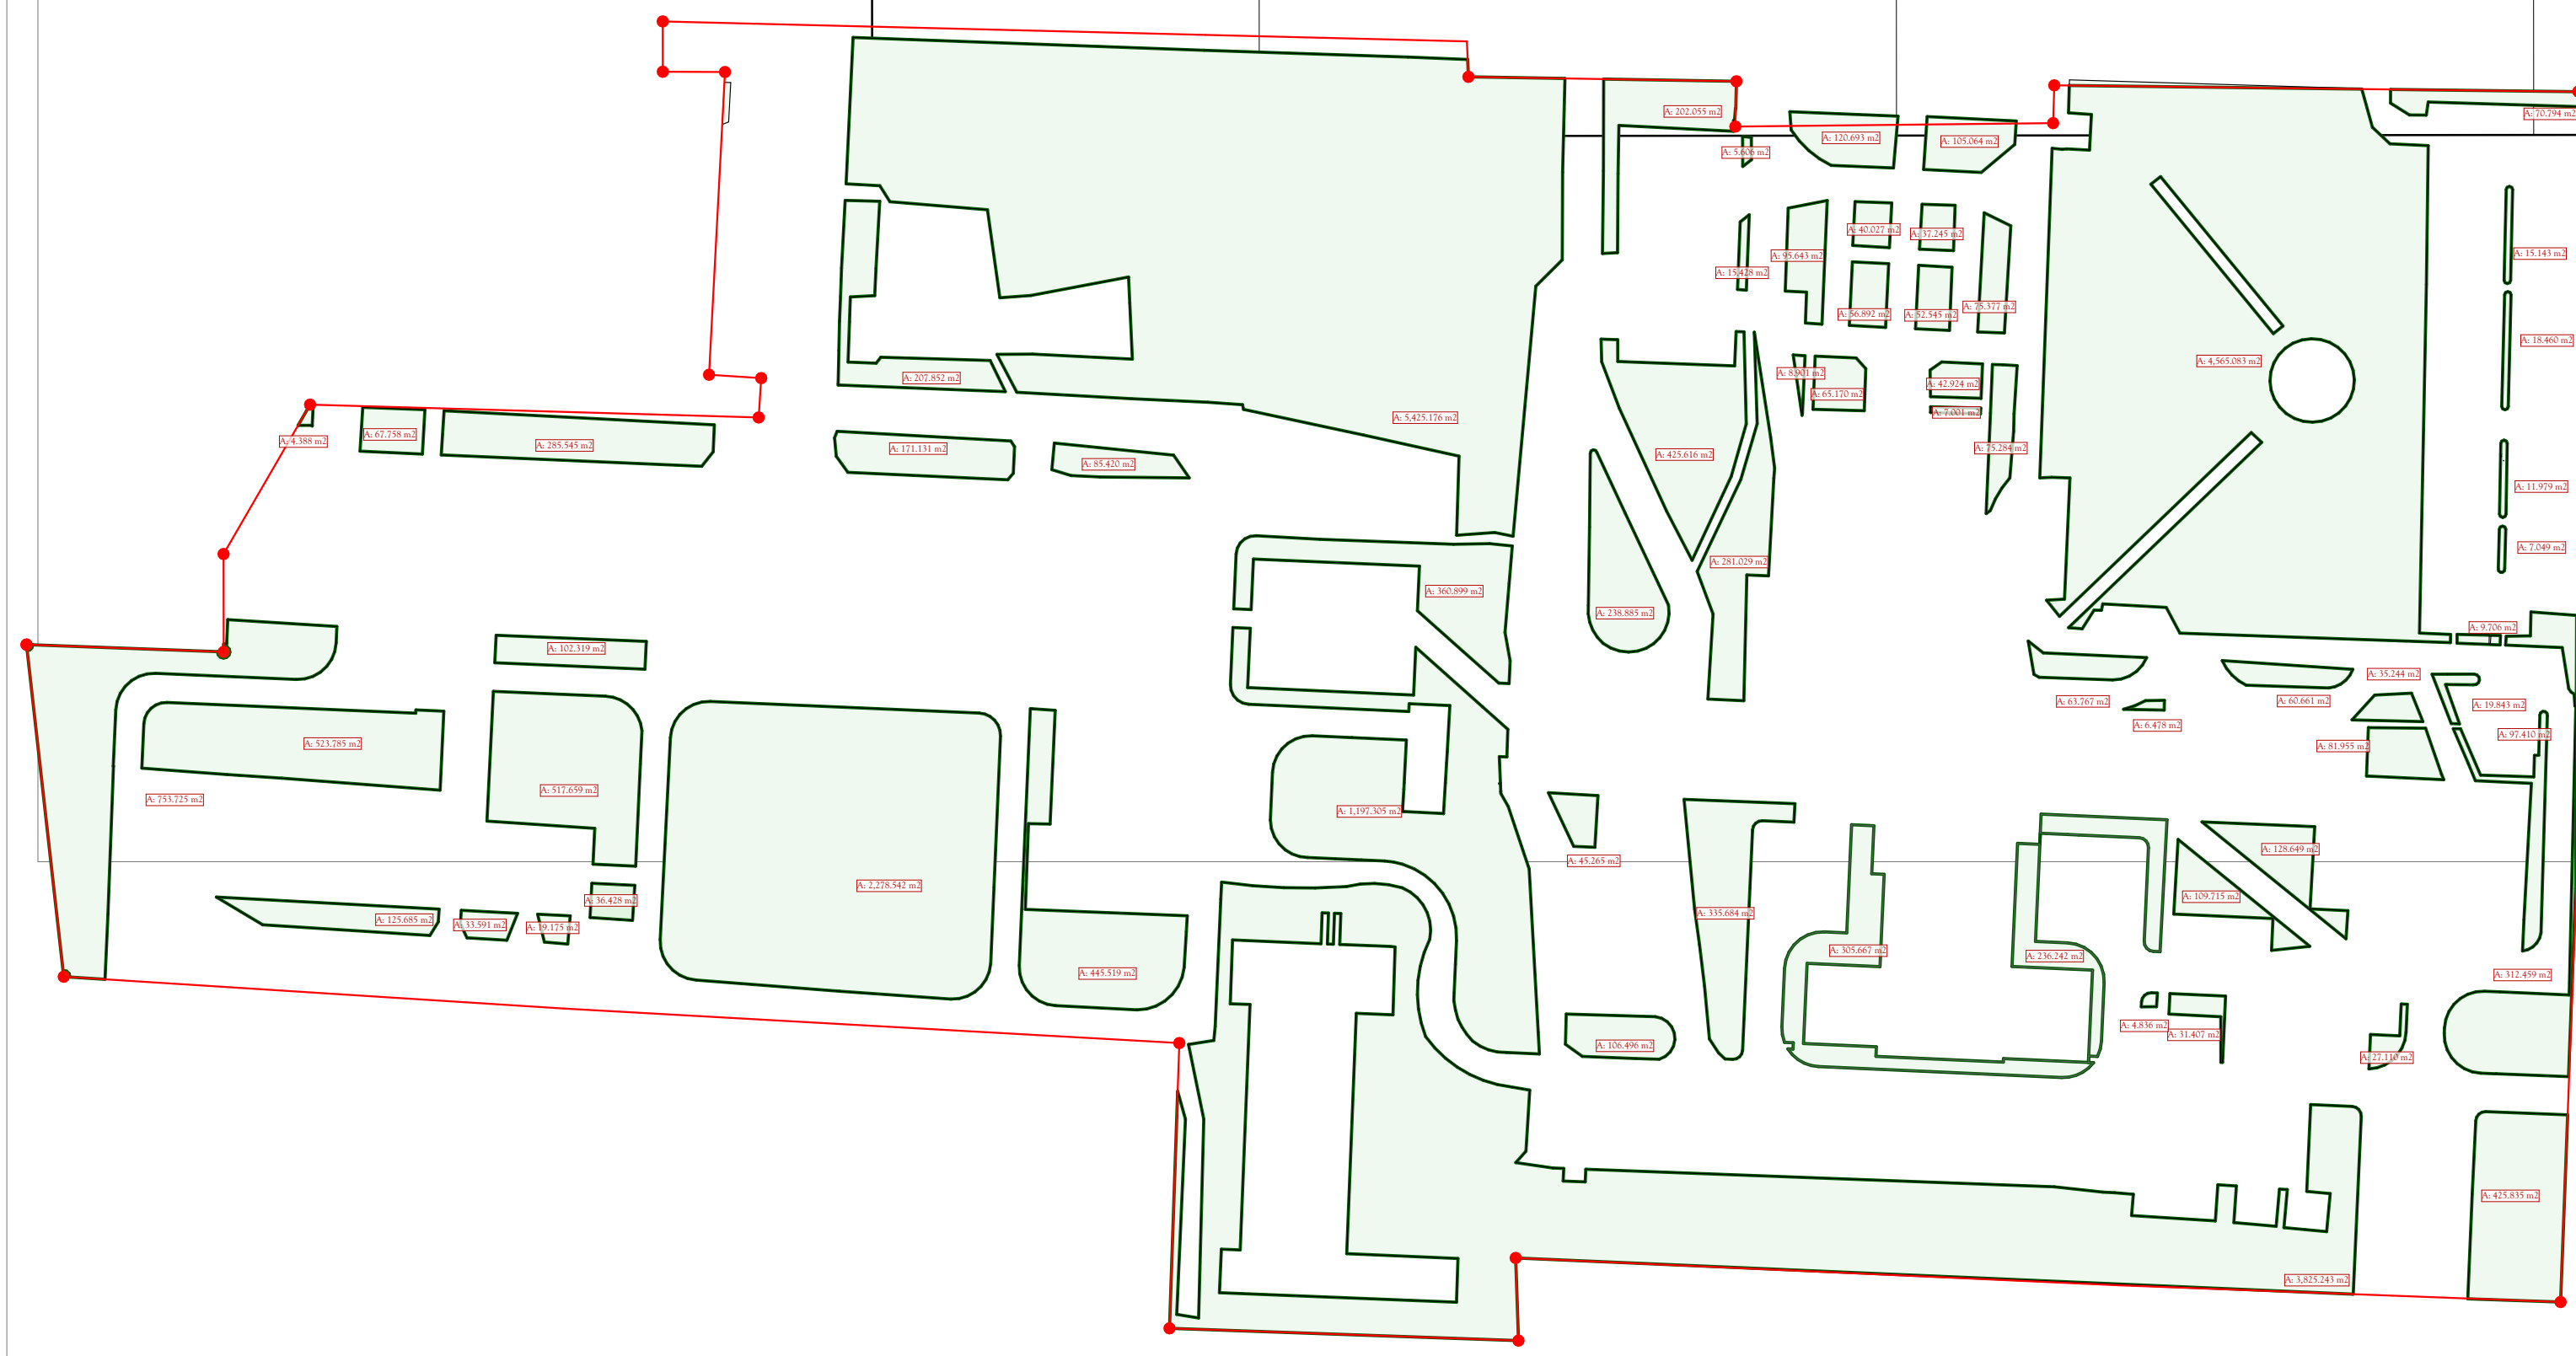 A: 202.055 m2
A: 70.794 m2
A: 120.693 m2
A: 105.064 m2
A: 5.606 m2
A: 40.027 m2
A: 37.245 m2
A: 95.643 m2
A: 15.143 m2
A: 15.428 m2
A: 75.377 m2
A: 56.892 m2
A: 52.545 m2
A: 18.460 m2
A: 4,565.083 m2
A: 8.901 m2
A: 207.852 m2
A: 42.924 m2
A: 65.170 m2
A: 7.001 m2
A: 5,425.176 m2
A: 67.758 m2
A: 4.388 m2
A: 285.545 m2
A: 171.131 m2
A: 75.284 m2
A: 425.616 m2
A: 85.420 m2
A: 11.979 m2
A: 7.049 m2
A: 281.029 m2
A: 360.899 m2
A: 238.885 m2
A: 9.706 m2
A: 102.319 m2
A: 35.244 m2
A: 63.767 m2
A: 60.661 m2
A: 19.843 m2
A: 6.478 m2
A: 97.410 m2
A: 523.785 m2
A: 81.955 m2
A: 517.659 m2
A: 753.725 m2
A: 1,197.305 m2
A: 128.649 m2
A: 45.265 m2
A: 2,278.542 m2
A: 109.715 m2
A: 36.428 m2
A: 335.684 m2
A: 125.685 m2
A: 33.591 m2
A: 19.175 m2
A: 305.667 m2
A: 236.242 m2
A: 445.519 m2
A: 312.459 m2
A: 4.836 m2
A: 31.407 m2
A: 106.496 m2
A: 27.110 m2
A: 425.835 m2
A: 3,825.243 m2